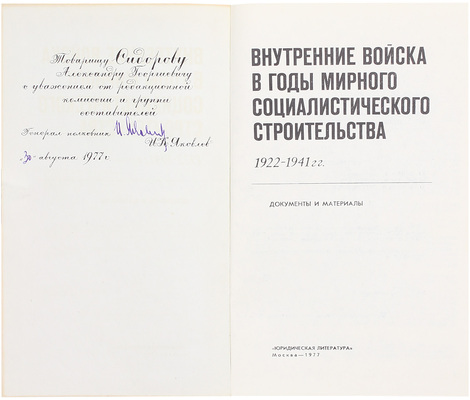 Товарищу Сидорову
Александру Георгиевичу
с уважением от редакционной
комиссии и группы
составителей
Генерал полковник
И.К. Яковлев
30 августа 1977 г.
ВНУТРЕННИЕ ВОЙСКА
В ГОДЫ МИРНОГО
СОЦИАЛИСТИЧЕСКОГО
СТРОИТЕЛЬСТВА
1922-1941 гг.
ДОКУМЕНТЫ И МАТЕРИАЛЫ
«ЮРИДИЧЕСКАЯ ЛИТЕРАТУРА»
Москва—1977